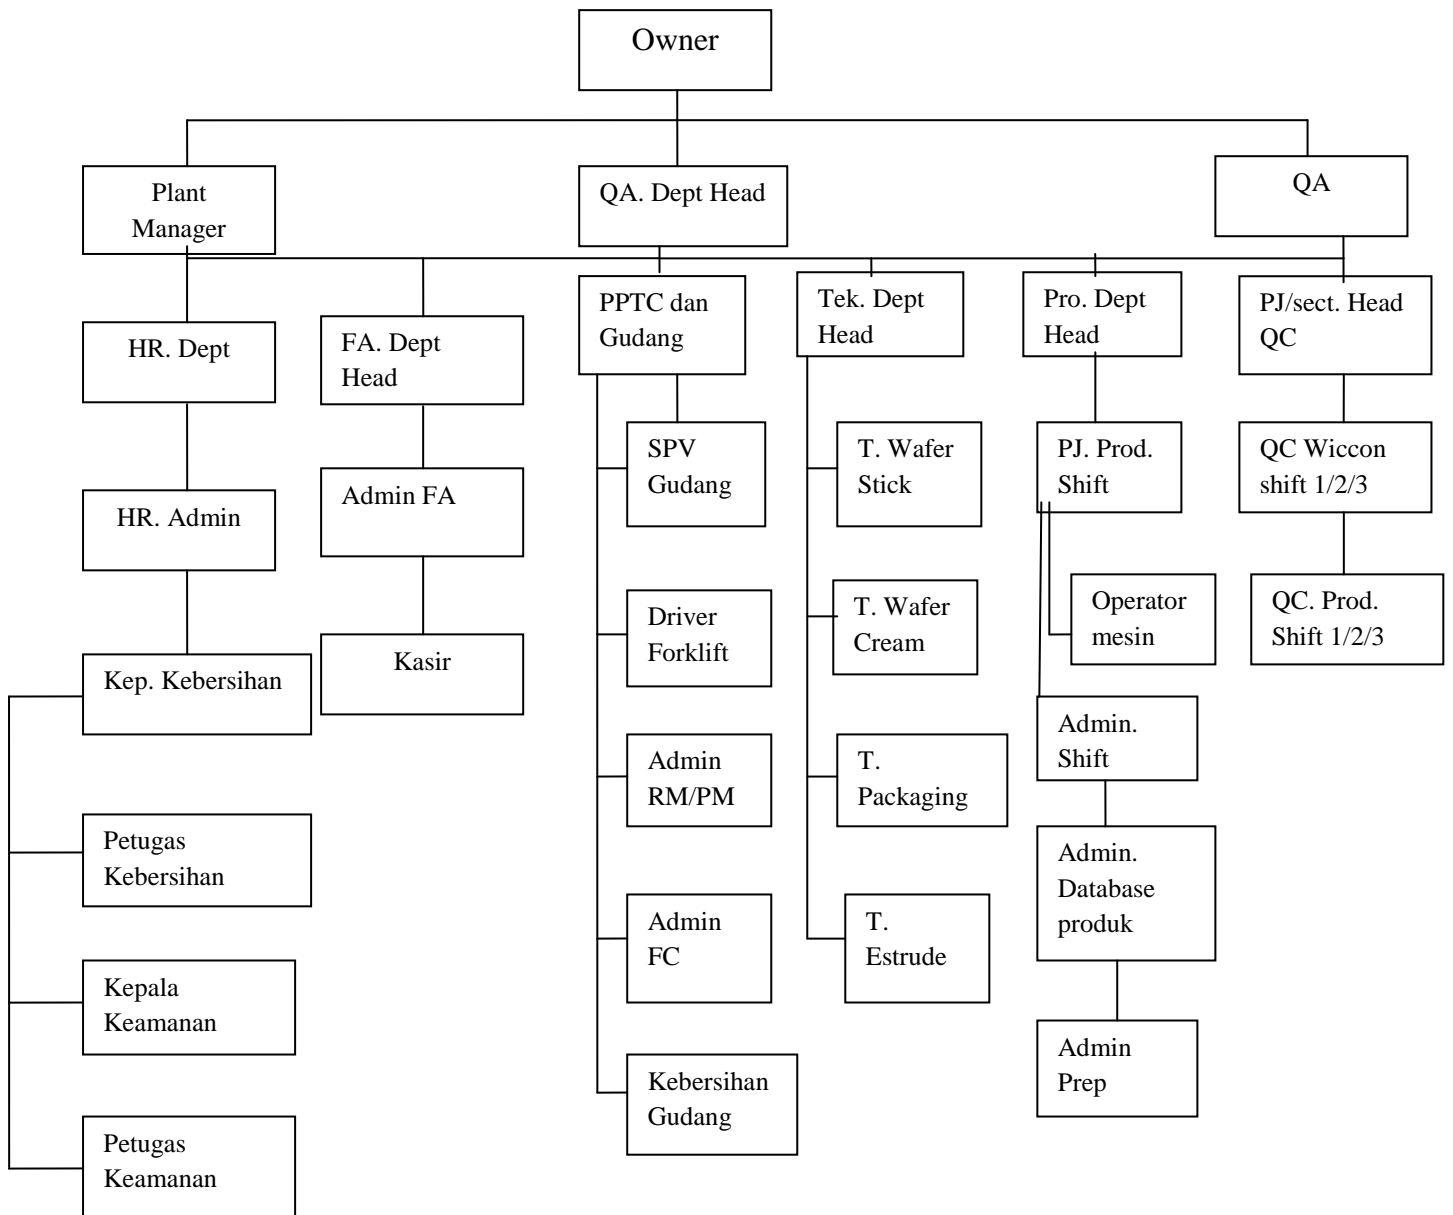 Owner
Plant
Manager
QA. Dept Head
QA
HR. Dept
FA. Dept
Head
PPTC dan
Gudang
Tek. Dept
Head
Pro. Dept
Head
PJ/sect. Head
QC
HR. Admin
Admin FA
SPV
Gudang
T. Wafer
Stick
PJ. Prod.
Shift
QC Wiccon
shift 1/2/3
Kep. Kebersihan
Kasir
Driver
Forklift
T. Wafer
Cream
Operator
mesin
QC. Prod.
Shift 1/2/3
Admin
RM/PM
T.
Packaging
Admin.
Shift
Petugas
Kebersihan
Admin
FC
T.
Estrude
Admin.
Database
produk
Kepala
Keamanan
Kebersihan
Gudang
Admin
Prep
Petugas
Keamanan